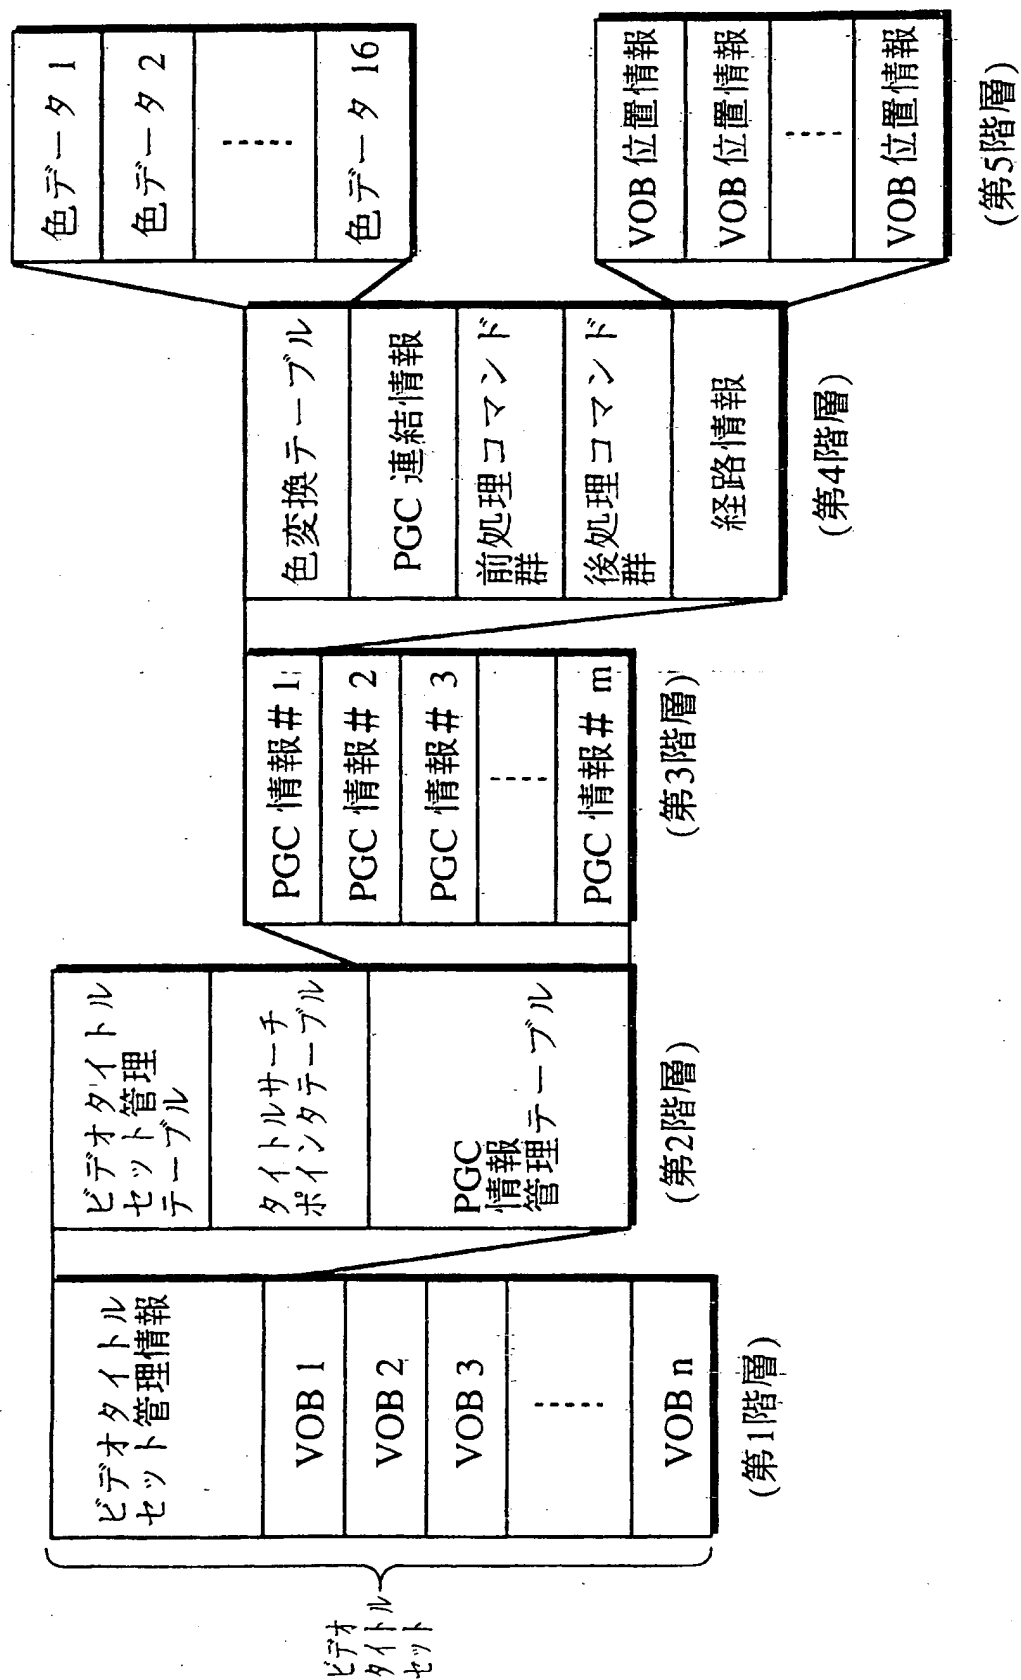 ビデオ
タイトル
セット
ビデオタイトル
セット管理情報
VOB 1
VOB 2
VOB 3
VOB n
(第1階層)
ビデオタイトル
セット管理
テーブル
タイトルサーチ
ポインタテーブル
PGC
情報
管理テーブル
(第2階層)
PGC 情報# 1
PGC 情報# 2
PGC 情報# 3
PGC 情報# m
(第3階層)
色変換テーブル
PGC 連結情報
前処理コマンド
群
後処理コマンド
群
経路情報
(第4階層)
色データ 1
色データ 2
色データ 16
VOB 位置情報
VOB 位置情報
VOB 位置情報
(第5階層)